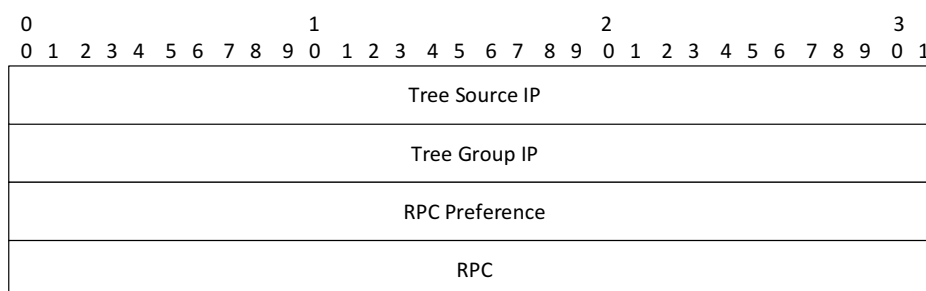 0 1 2 3
0 1 2 3 4 5 6 7 8 9 0 1 2 3 4 5 6 7 8 9 0 1 2 3 4 5 6 7 8 9 0 1
Tree Source IP
Tree Group IP
RPC Preference
RPC